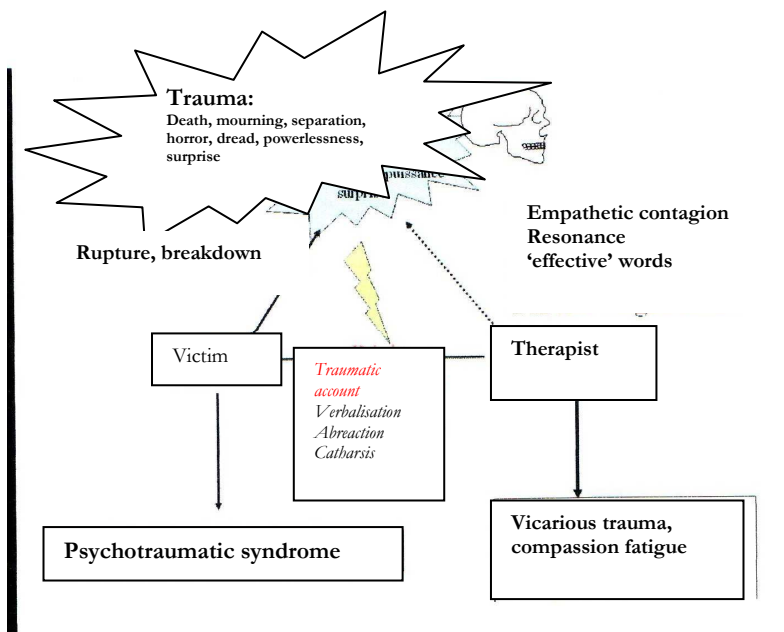 Trauma:
Death, mourning, separation,
horror, dread, powerlessness,
surprise
puissance
Empathetic contagion
Resonance
‘effective’ words
Rupture, breakdown
Victim
Traumatic
account
Verbalisation
Abreaction
Catharsis
Therapist
Psychotraumatic syndrome
Vicarious trauma,
compassion fatigue